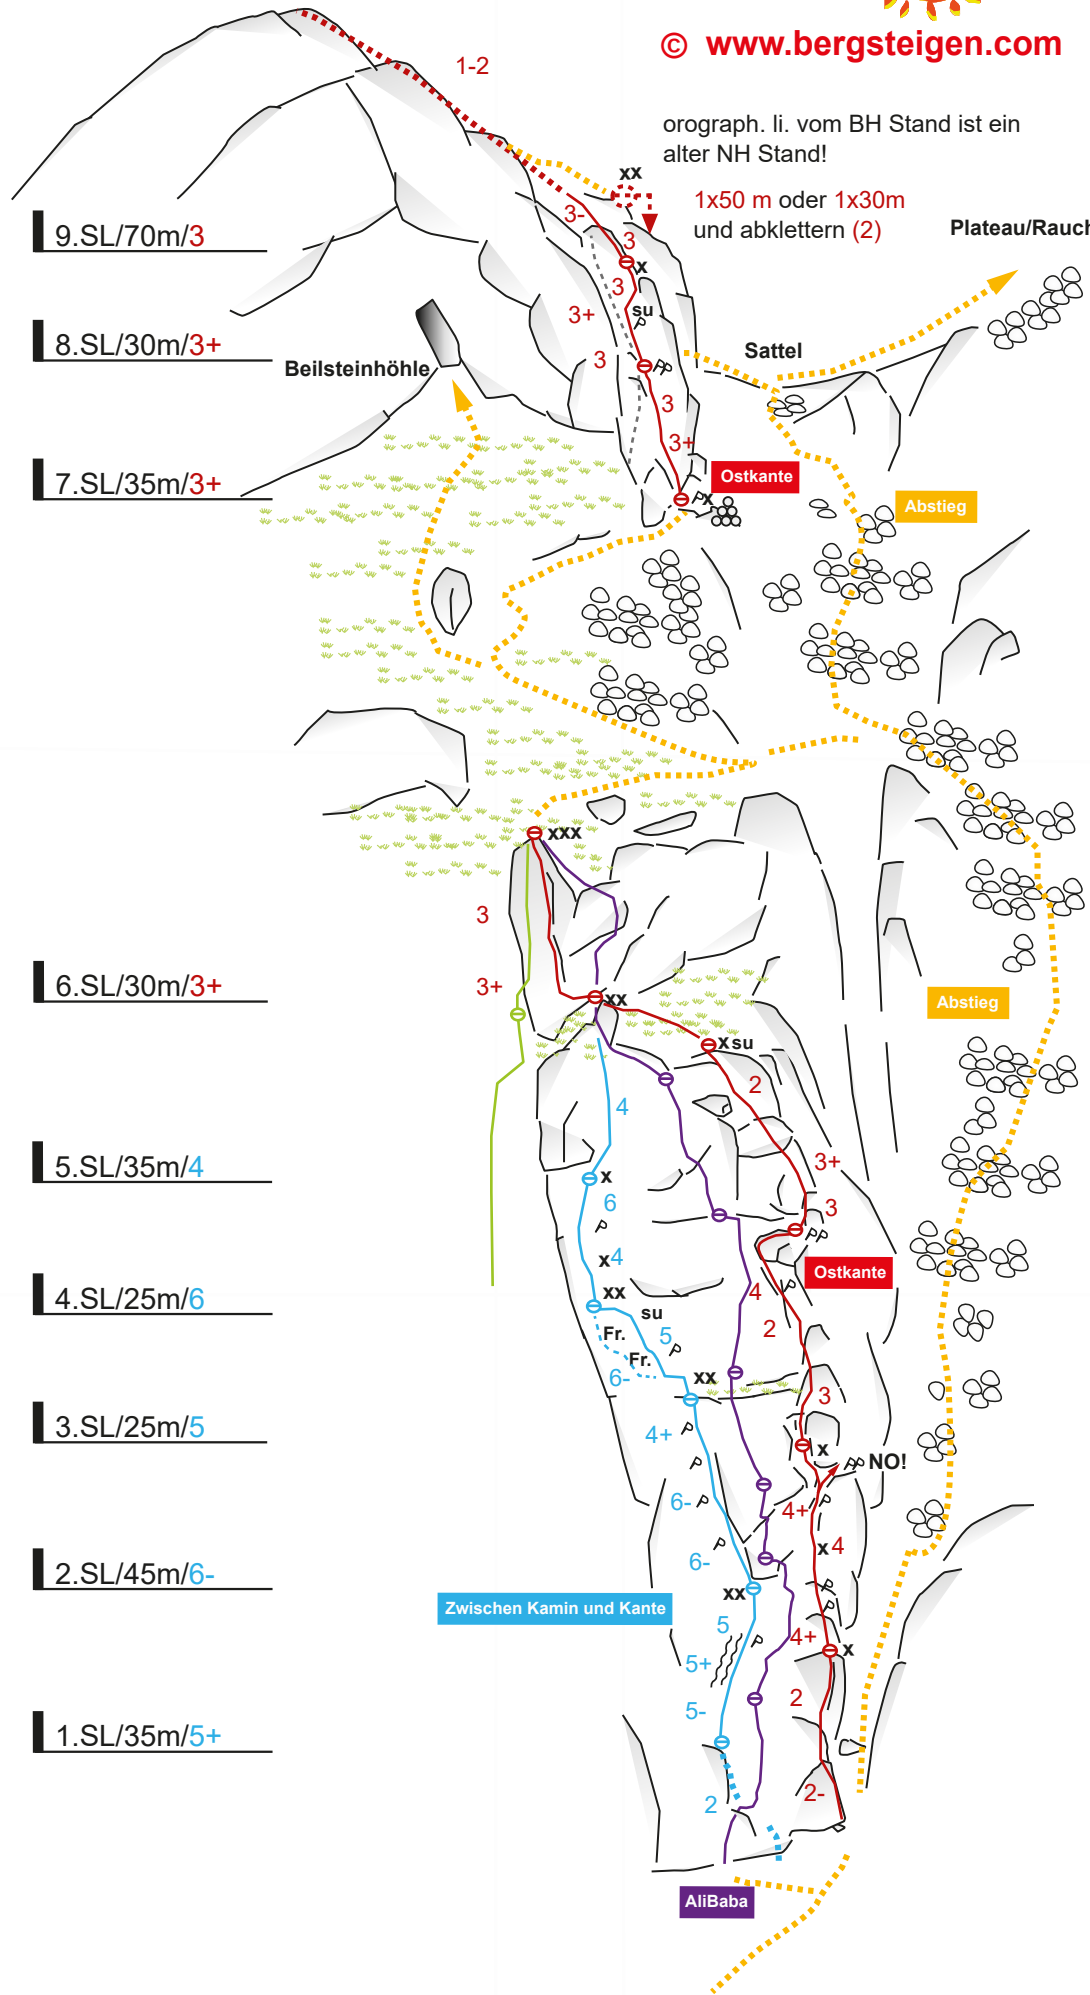 © www.bergsteigen.com
1-2
orograph. li. vom BH Stand ist ein
alter NH Stand!
xx
1x50 m oder 1x30m
und abklettern (2)
3-
3
Plateau/Rauch
9.SL/70m/3
x
3
3+
su
8.SL/30m/3+
Sattel
3
Beilsteinhöhle
3
3+
7.SL/35m/3+
Ostkante
x
Abstieg
xxx
3
6.SL/30m/3+
3+
xx
Abstieg
x su
2
4
5.SL/35m/4
3+
x
6
3
x4
Ostkante
4.SL/25m/6
xx
4
su
Fr.
5
2
Fr.
6-
xx
3
3.SL/25m/5
4+
x
NO!
6-
4+
x4
6-
2.SL/45m/6-
xx
Zwischen Kamin und Kante
5
4+
x
5+
2
5-
1.SL/35m/5+
2-
2
AliBaba